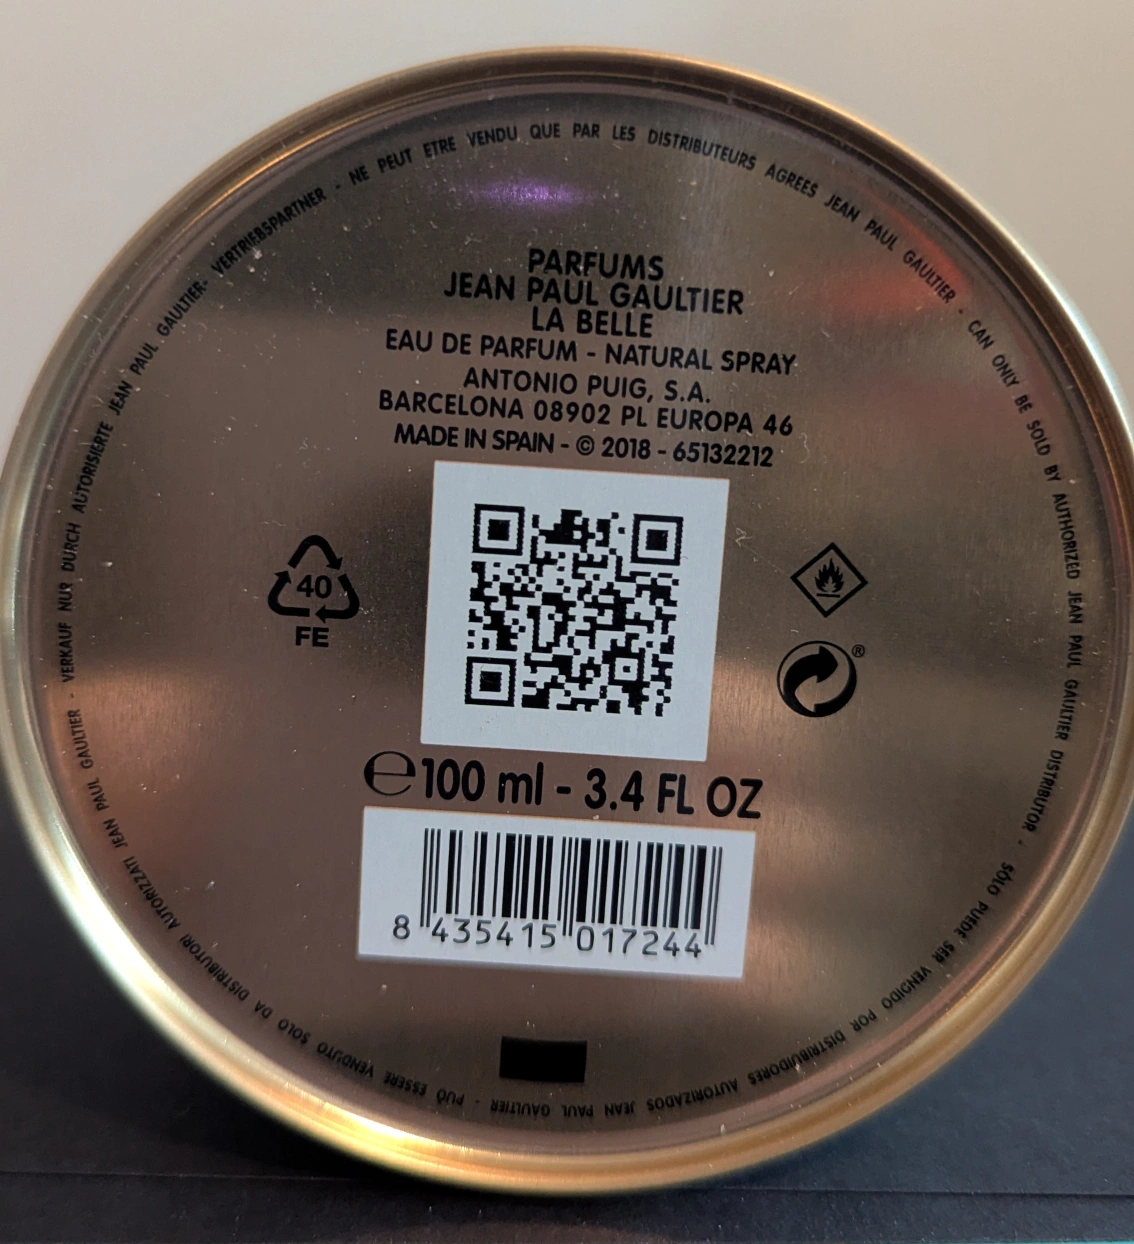 PARFUMS
JEAN PAUL GAULTIER
LA BELLE
EAU DE PARFUM - NATURAL SPRAY
ANTONIO PUIG, S.A.
BARCELONA 08902 PL EUROPA 46
MADE IN SPAIN - © 2018 - 65132212
40
FE
®
℮100 ml - 3.4 FL OZ
8 435415 017244
- NE PEUT ETRE VENDU QUE PAR LES DISTRIBUTEURS AGREES JEAN PAUL GAULTIER - CAN ONLY BE SOLD BY AUTHORIZED JEAN PAUL GAULTIER DISTRIBUTOR - SÓLO PUEDE SER VENDIDO POR DISTRIBUIDORES AUTORIZADOS JEAN PAUL GAULTIER - PUÒ ESSERE VENDUTO SOLO DA DISTRIBUTORI AUTORIZZATI JEAN PAUL GAULTIER - VERKAUF NUR DURCH AUTORISIERTE JEAN PAUL GAULTIER- VERTRIEBSPARTNER